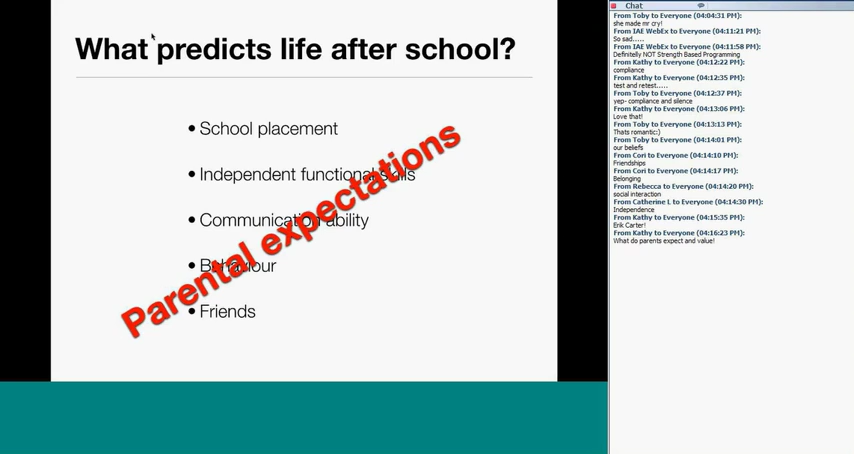 What predicts life after school?
• School placement
• Independent functional skills
• Communication ability
• Behaviour
• Friends
Parental expectations
Chat
From Toby to Everyone (04:04:31 PM):
she made mr cry!
From IAE WebEx to Everyone (04:11:21 PM):
So sad.....
From IAE WebEx to Everyone (04:11:58 PM):
Definitelly NOT Strength Based Programming
From Kathy to Everyone (04:12:22 PM):
compliance
From Kathy to Everyone (04:12:35 PM):
test and retest.....
From Toby to Everyone (04:12:37 PM):
yep- compliance and silence
From Kathy to Everyone (04:13:06 PM):
Love that!
From Toby to Everyone (04:13:13 PM):
Thats romantic:)
From Toby to Everyone (04:14:01 PM):
our beliefs
From Cori to Everyone (04:14:10 PM):
Friendships
From Cori to Everyone (04:14:17 PM):
Belonging
From Rebecca to Everyone (04:14:20 PM):
social interaction
From Catherine L to Everyone (04:14:30 PM):
Independence
From Kathy to Everyone (04:15:35 PM):
Erik Carter!
From Kathy to Everyone (04:16:23 PM):
What do parents expect and value!